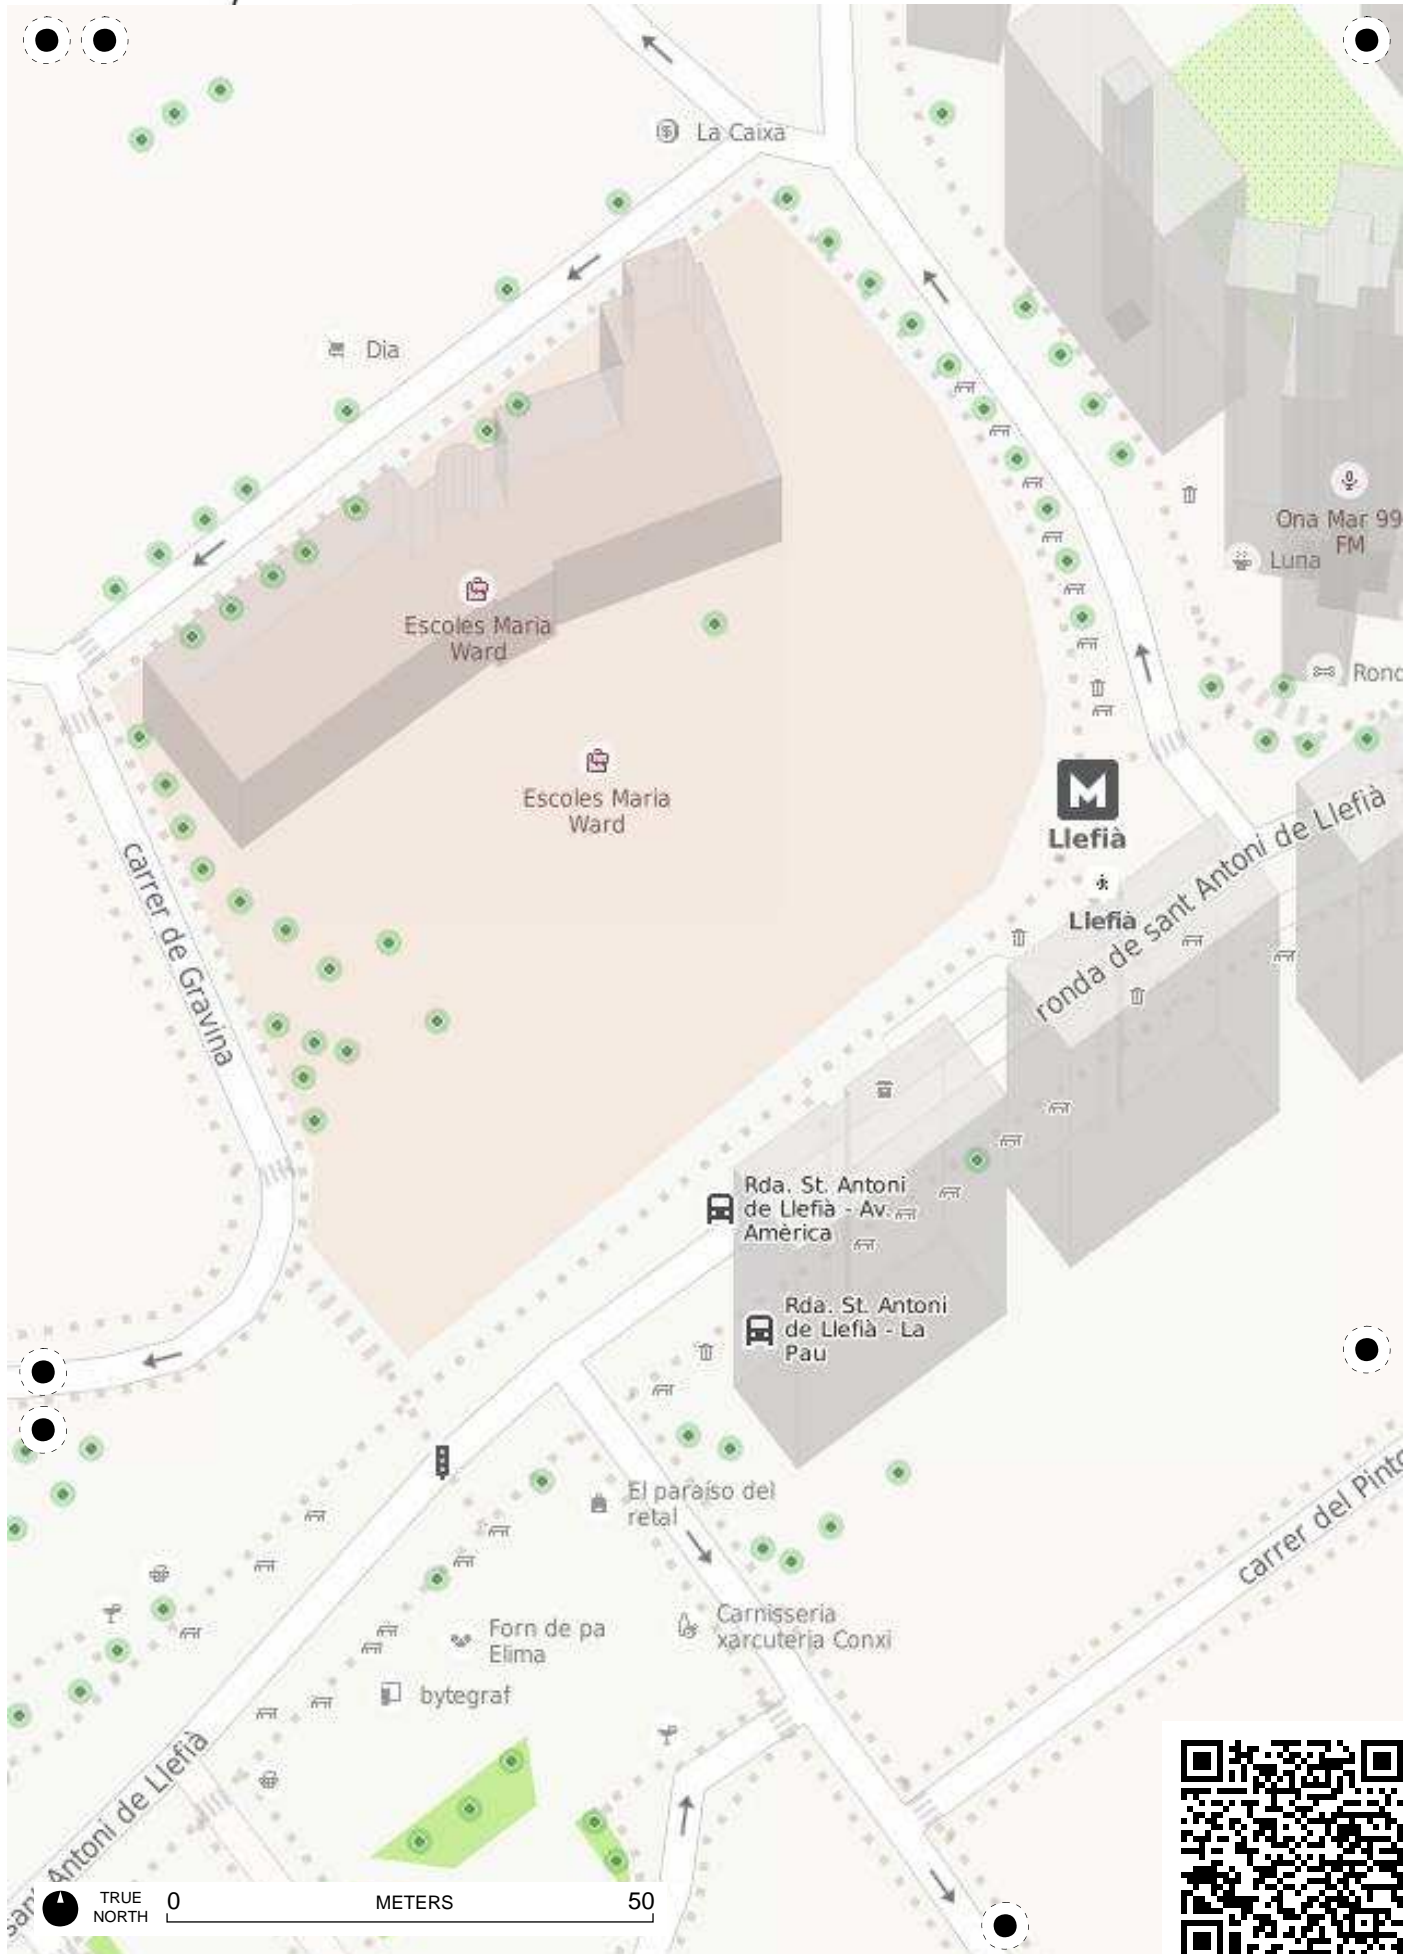 La Caixa
Dia
Ona Mar 99
FM
Luna
Escoles Maria
Ward
Ronc
Escoles Maria
Ward
M
Llefià
Llefià
ronda de sant Antoni de Llefià
carrer de Gravina
Rda. St. Antoni
de Llefià - Av.
Amèrica
Rda. St. Antoni
de Llefià - La
Pau
El paraíso del
retal
carrer del Pinto
Carnisseria
xarcuteria Conxi
Forn de pa
Elima
bytegraf
sant Antoni de Llefià
TRUE
NORTH
0 METERS 50